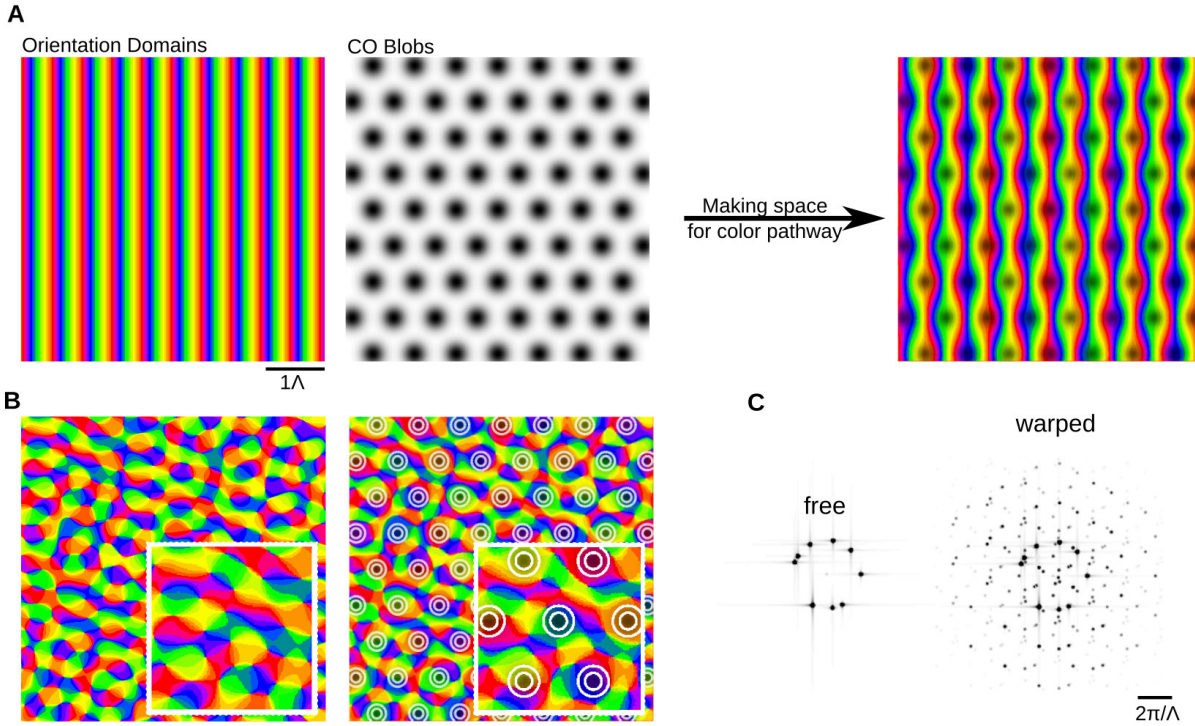 A
Orientation Domains
CO Blobs
Making space
for color pathway
1Λ
B
C
warped
free
2π/Λ